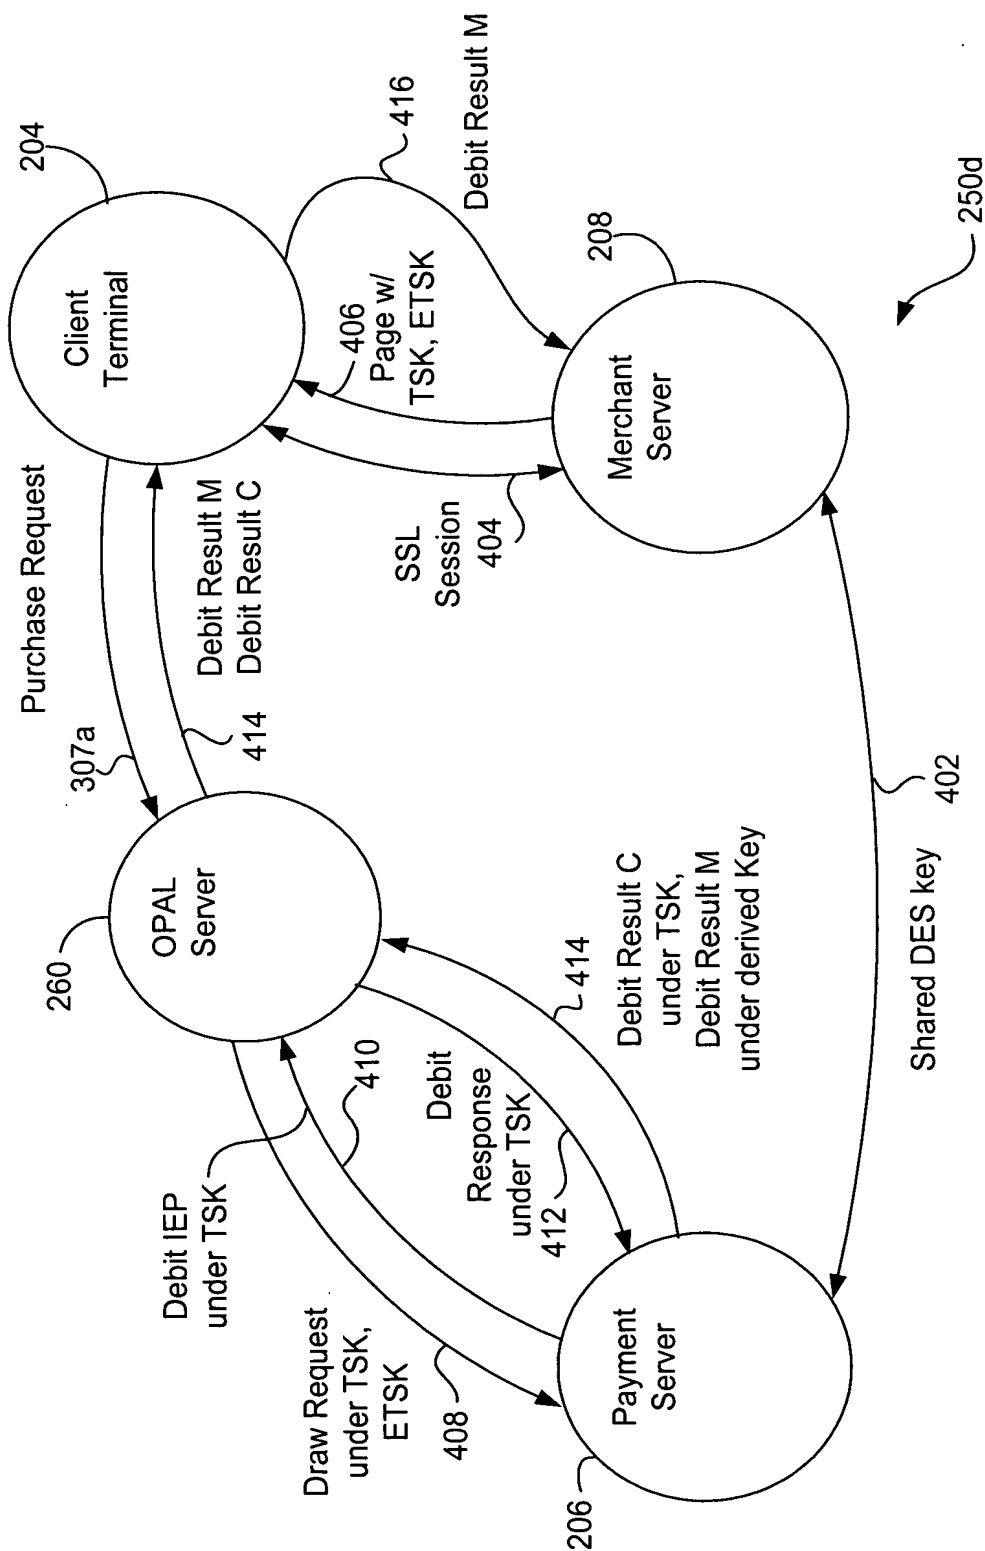 204
Client
Terminal
Purchase Request
307a
414
Debit Result M
Debit Result C
416
Debit Result M
406
Page w/
TSK, ETSK
SSL
Session
404
208
Merchant
Server
250d
260
OPAL
Server
Debit IEP
under TSK
410
Draw Request
under TSK,
ETSK
408
Debit
Response
under TSK
412
414
Debit Result C
under TSK,
Debit Result M
under derived Key
206
Payment
Server
402
Shared DES key